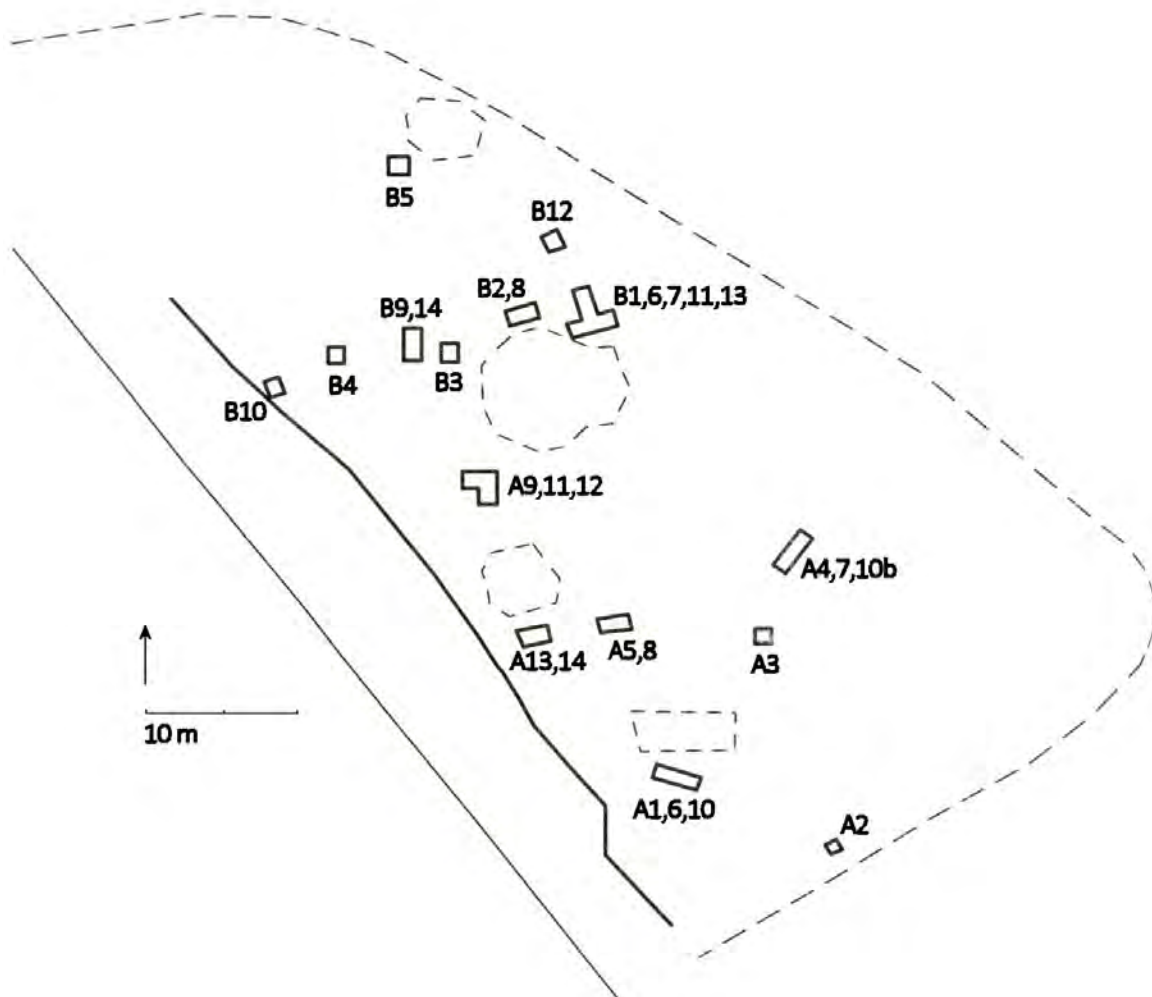 B5
B12
B2,8
B1,6,7,11,13
B9,14
B4
B3
B10
A9,11,12
A4,7,10b
A13,14
A5,8
A3
10 m
A1,6,10
A2